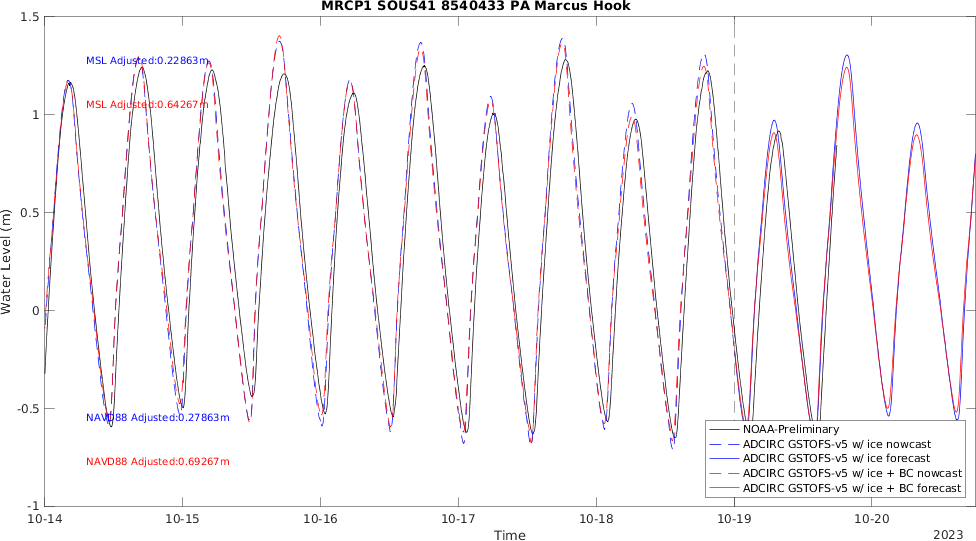 MRCP1 SOUS41 8540433 PA Marcus Hook
1.5
1
0.5
0
-0.5
-1
Water Level (m)
MSL Adjusted:0.22863m
MSL Adjusted:0.64267m
NAVD88 Adjusted:0.27863m
NAVD88 Adjusted:0.69267m
NOAA-Preliminary
ADCIRC GSTOFS-v5 w/ ice nowcast
ADCIRC GSTOFS-v5 w/ ice forecast
ADCIRC GSTOFS-v5 w/ ice + BC nowcast
ADCIRC GSTOFS-v5 w/ ice + BC forecast
10-14 10-15 10-16 10-17 10-18 10-19 10-20
Time
2023